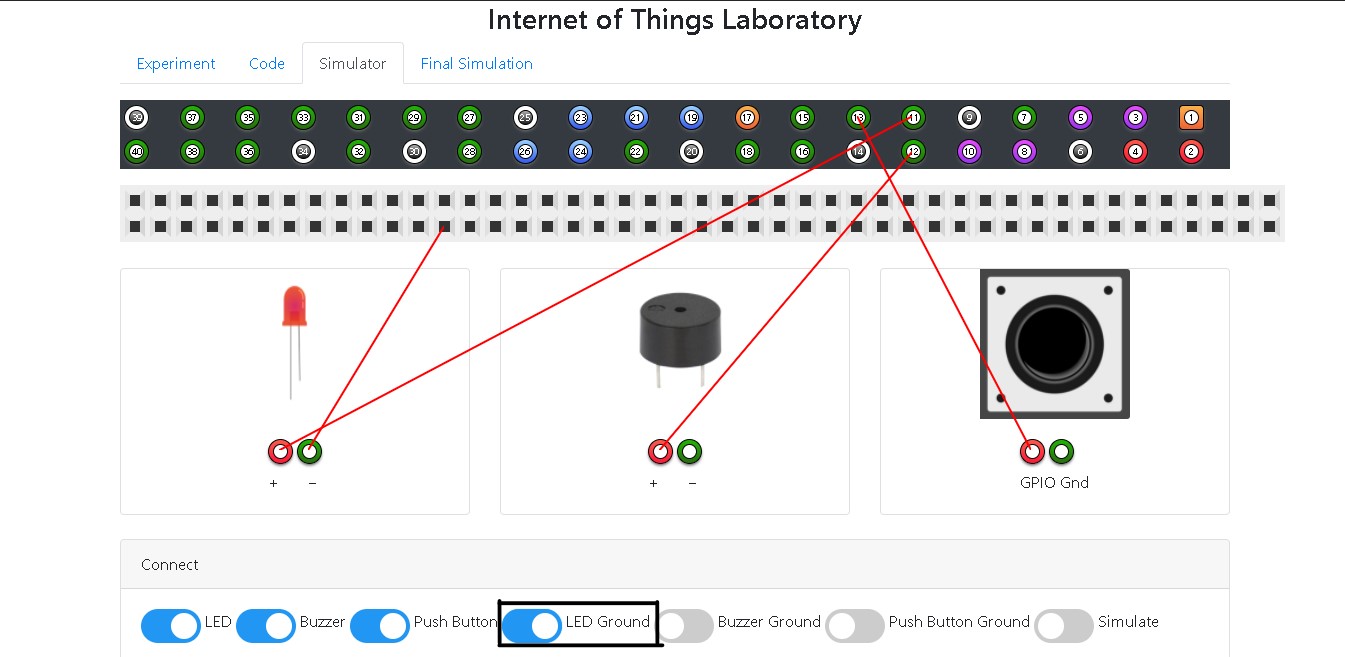 Internet of Things Laboratory
Experiment Code Simulator Final Simulation
39 37 35 33 31 29 27 25 23 21 19 17 15 13 11 9 7 5 3 1
40 38 36 34 32 30 28 26 24 22 20 18 16 14 12 10 8 6 4 2
+ − + − GPIO Gnd
Connect
LED Buzzer Push Button LED Ground Buzzer Ground Push Button Ground Simulate